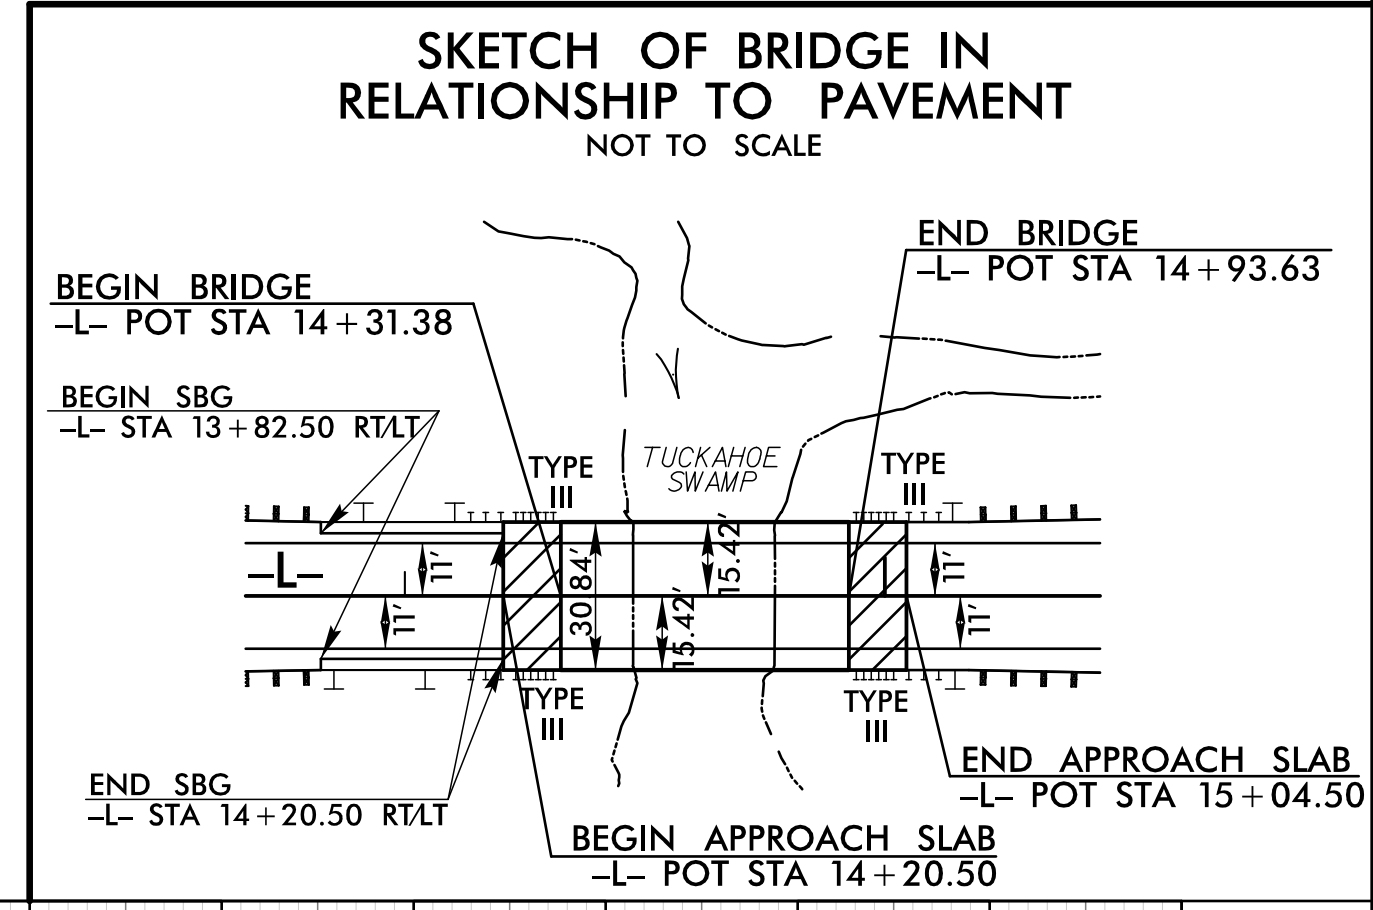 SKETCH OF BRIDGE IN
RELATIONSHIP TO PAVEMENT
NOT TO SCALE
END BRIDGE
-L- POT STA 14+93.63
BEGIN BRIDGE
-L- POT STA 14+31.38
BEGIN SBG
-L- STA 13+82.50 RT/LT
TUCKAHOE
SWAMP
TYPE
III
TYPE
III
-L-
11'
11'
30.84'
15.42'
15.42'
11'
11'
TYPE
III
TYPE
III
END APPROACH SLAB
-L- POT STA 15+04.50
END SBG
-L- STA 14+20.50 RT/LT
BEGIN APPROACH SLAB
-L- POT STA 14+20.50